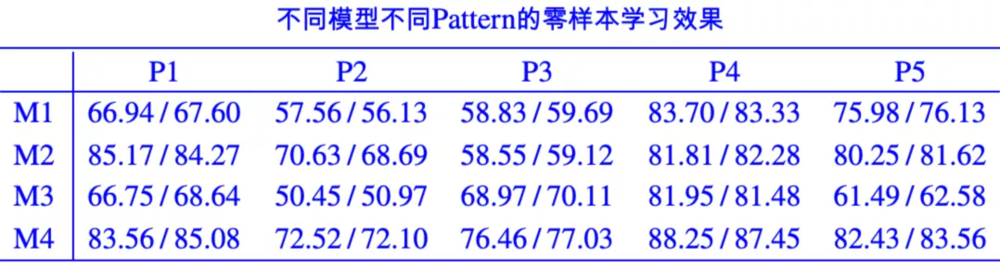 不同模型不同Pattern的零样本学习效果
P1 P2 P3 P4 P5
M1 66.94 / 67.60 57.56 / 56.13 58.83 / 59.69 83.70 / 83.33 75.98 / 76.13
M2 85.17 / 84.27 70.63 / 68.69 58.55 / 59.12 81.81 / 82.28 80.25 / 81.62
M3 66.75 / 68.64 50.45 / 50.97 68.97 / 70.11 81.95 / 81.48 61.49 / 62.58
M4 83.56 / 85.08 72.52 / 72.10 76.46 / 77.03 88.25 / 87.45 82.43 / 83.56